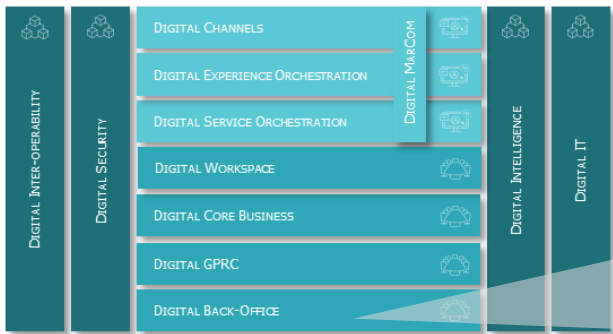 Digital Inter-operability
Digital Security
Digital Channels
Digital Experience Orchestration
Digital Service Orchestration
Digital Workspace
Digital Core Business
Digital GPRC
Digital Back-Office
Digital MarCom
Digital Intelligence
Digital IT